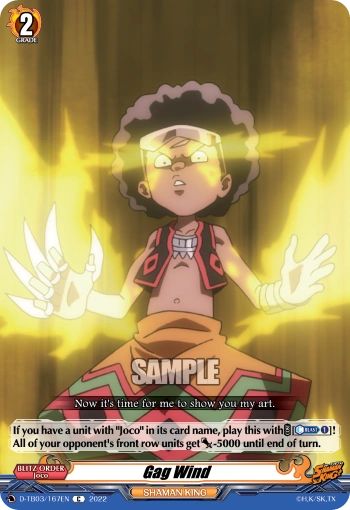 2
GRADE
SAMPLE
Now it's time for me to show you my art.
If you have a unit with "Joco" in its card name, play this with BLAST 1 !
All of your opponent's front row units get -5000 until end of turn.
BLITZ ORDER
Joco
Gag Wind
D-TB03/167EN C 2022
SHAMAN KING
SHAMAN KING
©H,K/SK,TX